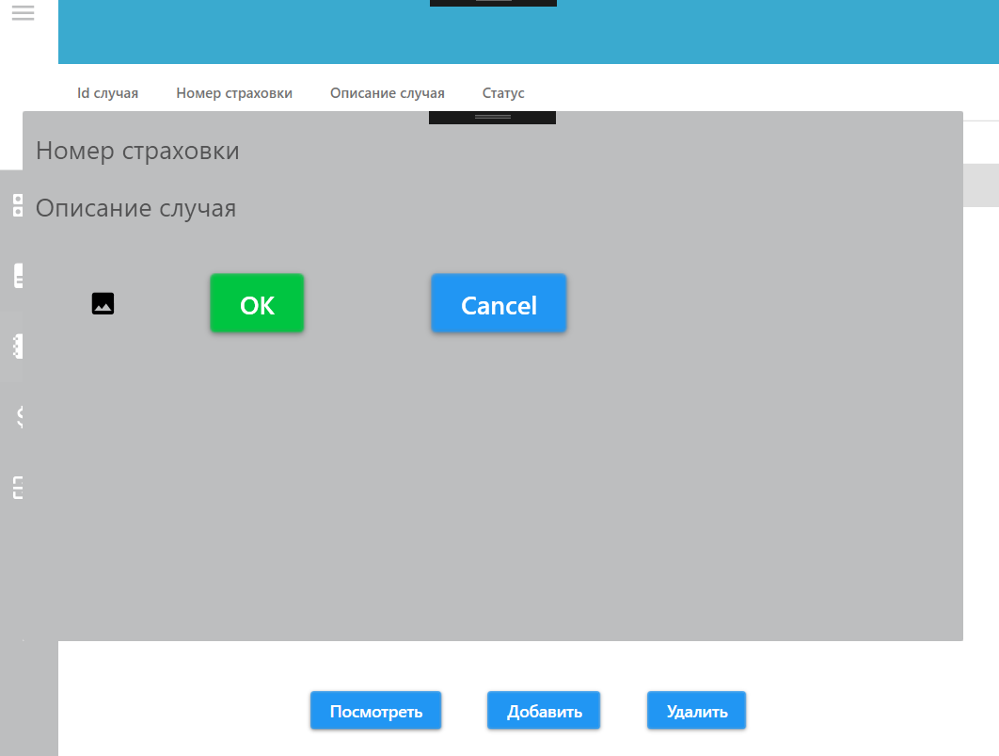 Id случая Номер страховки Описание случая Статус
Номер страховки
Описание случая
OK Cancel
Посмотреть Добавить Удалить